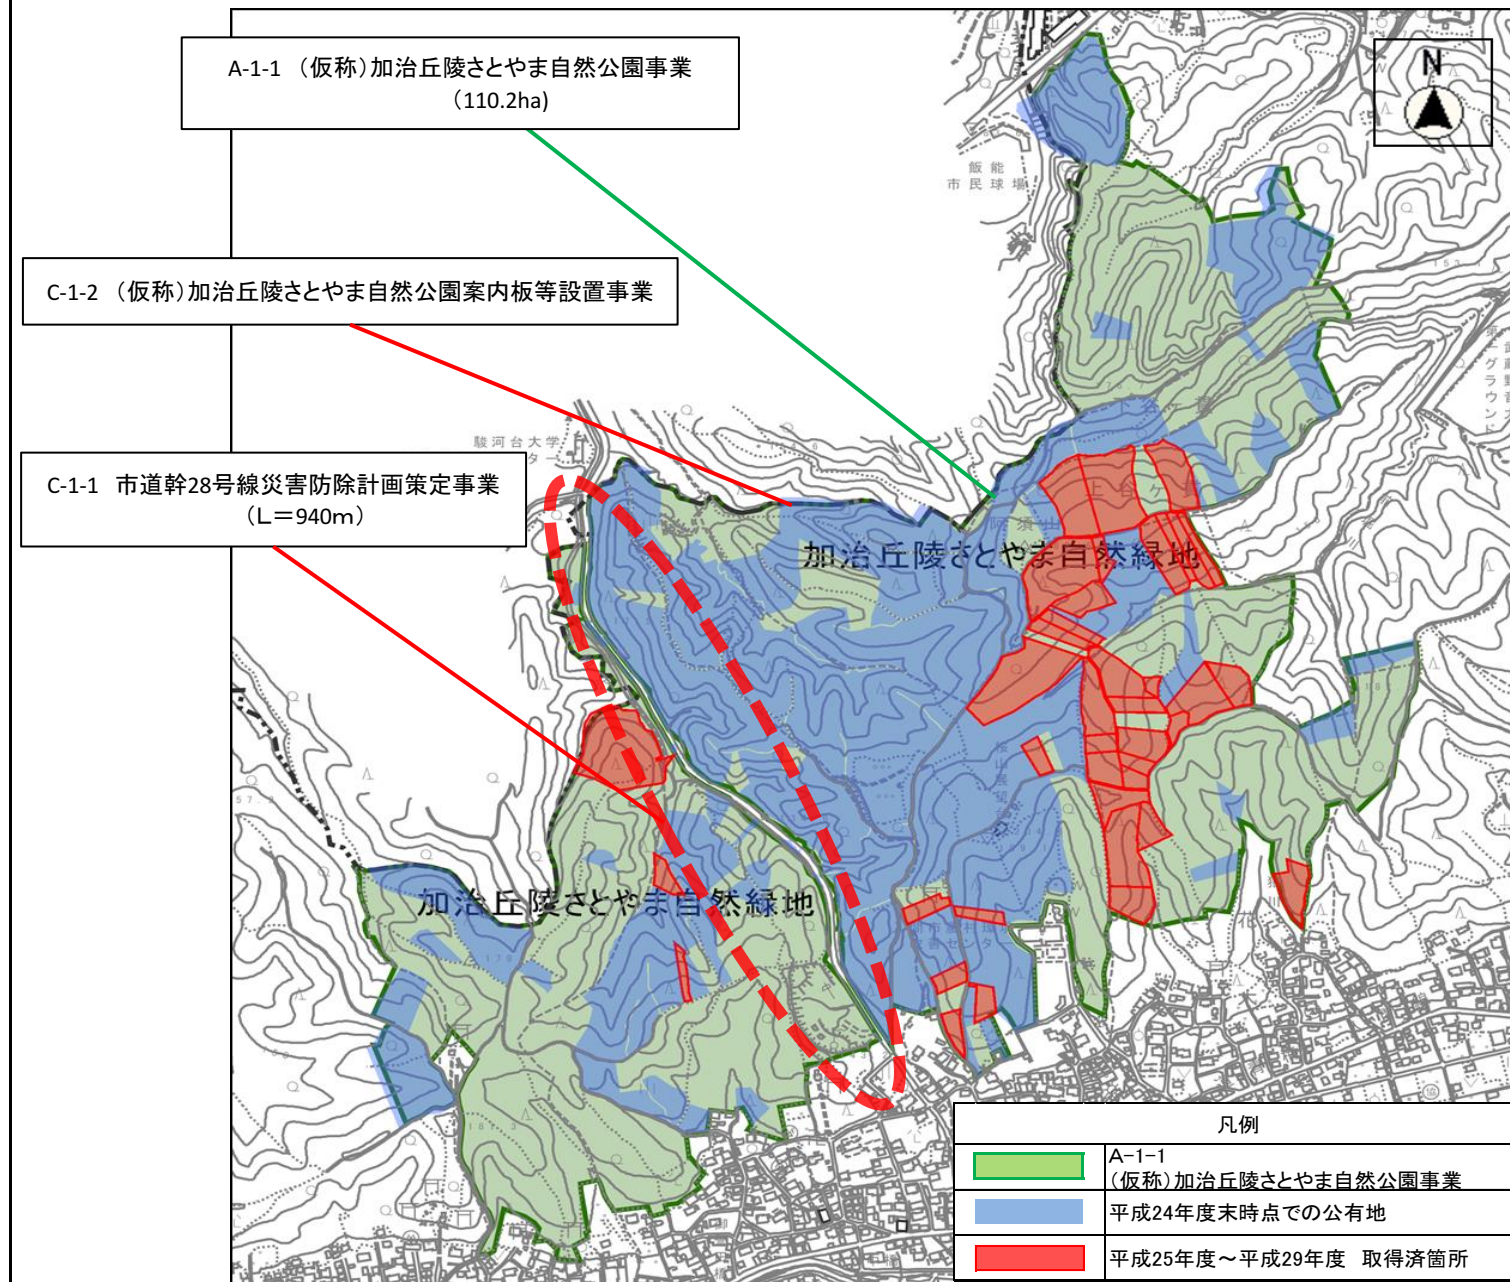 A-1-1 （仮称）加治丘陵さとやま自然公園事業
（110.2ha)
N
飯能
市民球場
C-1-2 （仮称）加治丘陵さとやま自然公園案内板等設置事業
駿河台大学
C-1-1 市道幹28号線災害防除計画策定事業
（L＝940m）
加治丘陵さとやま自然緑地
加治丘陵さとやま自然緑地
凡例
A-1-1
（仮称）加治丘陵さとやま自然公園事業
平成24年度末時点での公有地
平成25年度～平成29年度 取得済箇所